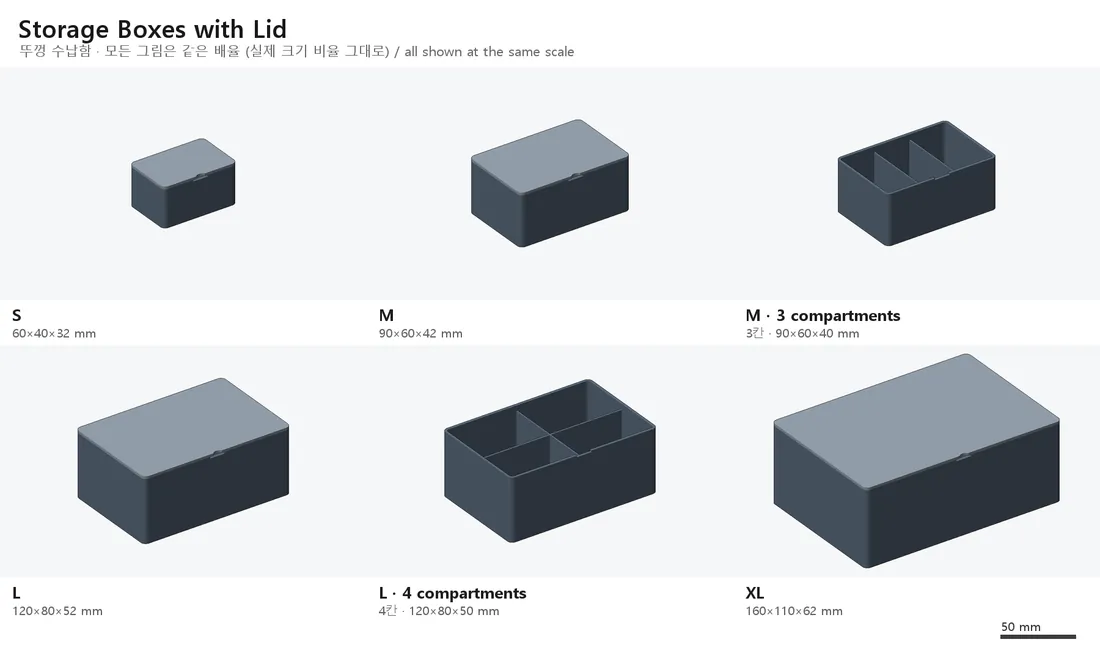 Storage Boxes with Lid
뚜껑 수납함 · 모든 그림은 같은 배율 (실제 크기 비율 그대로) / all shown at the same scale
S
60×40×32 mm
M
90×60×42 mm
M · 3 compartments
3칸 · 90×60×40 mm
L
120×80×52 mm
L · 4 compartments
4칸 · 120×80×50 mm
XL
160×110×62 mm
50 mm